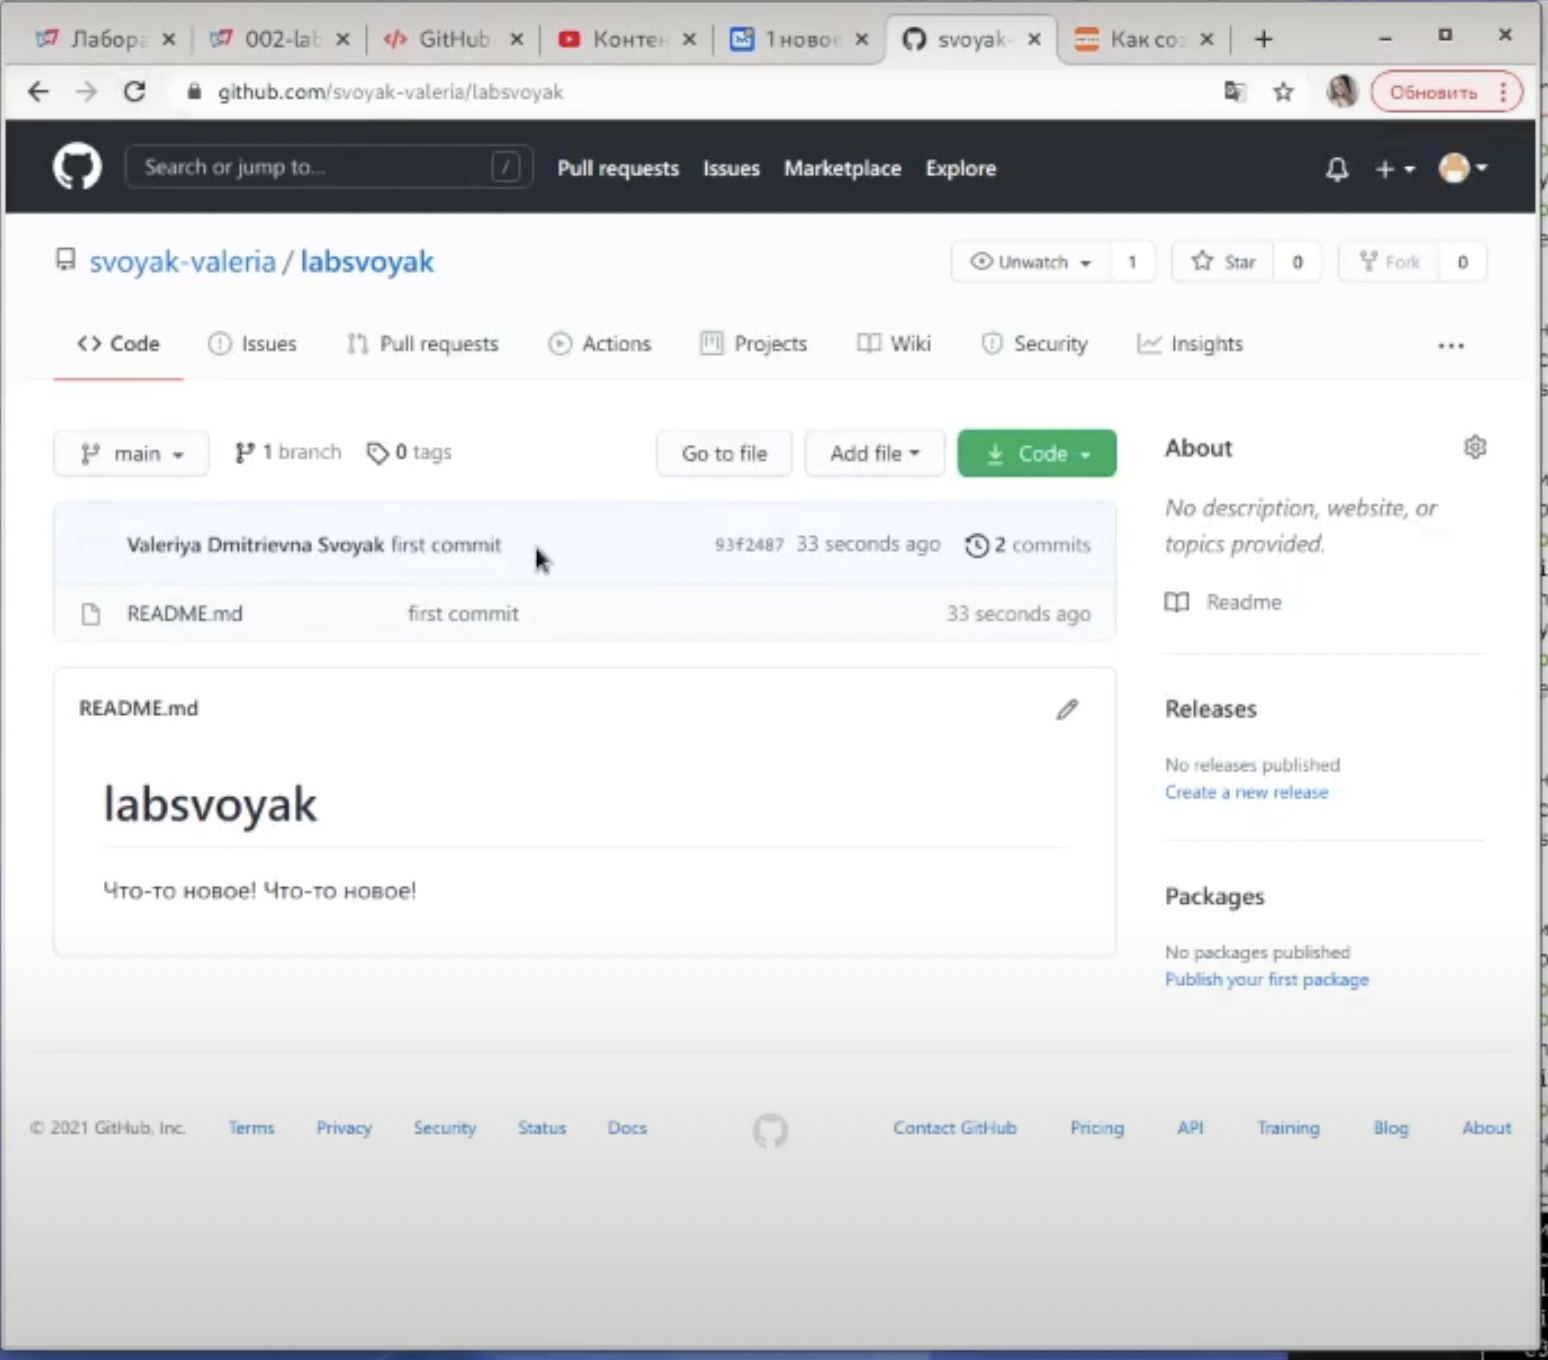 Лабора 002-lab GitHub Контен 1 новое svoyak- Как соз
github.com/svoyak-valeria/labsvoyak Обновить
Search or jump to... / Pull requests Issues Marketplace Explore
svoyak-valeria / labsvoyak Unwatch 1 Star 0 Fork 0
Code Issues Pull requests Actions Projects Wiki Security Insights
main 1 branch 0 tags Go to file Add file Code
Valeriya Dmitrievna Svoyak first commit 93f2487 33 seconds ago 2 commits
README.md first commit 33 seconds ago
README.md
labsvoyak
Что-то новое! Что-то новое!
About
No description, website, or
topics provided.
Readme
Releases
No releases published
Create a new release
Packages
No packages published
Publish your first package
© 2021 GitHub, Inc. Terms Privacy Security Status Docs Contact GitHub Pricing API Training Blog About